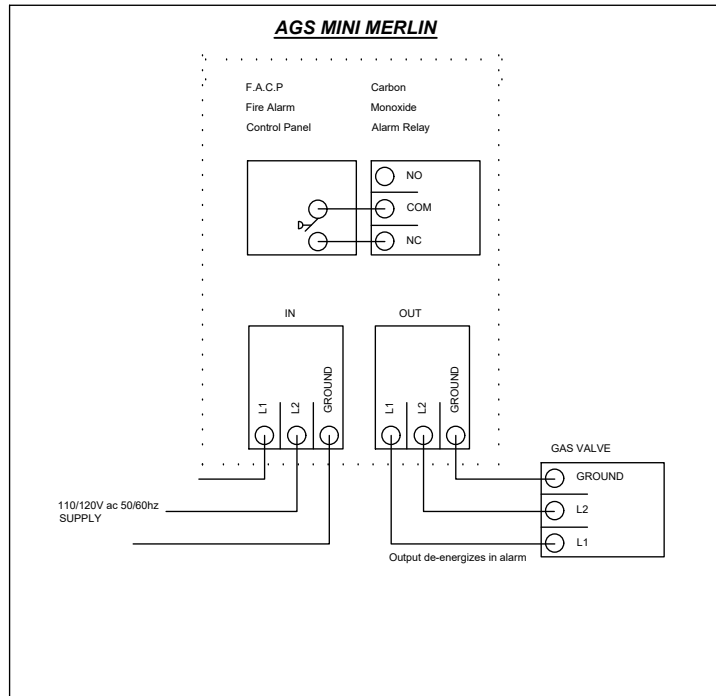 AGS MINI MERLIN
F.A.C.P
Fire Alarm
Control Panel
Carbon
Monoxide
Alarm Relay
NO
COM
NC
IN
OUT
L1
L2
GROUND
L1
L2
GROUND
GAS VALVE
GROUND
L2
L1
110/120V ac 50/60hz
SUPPLY
Output de-energizes in alarm